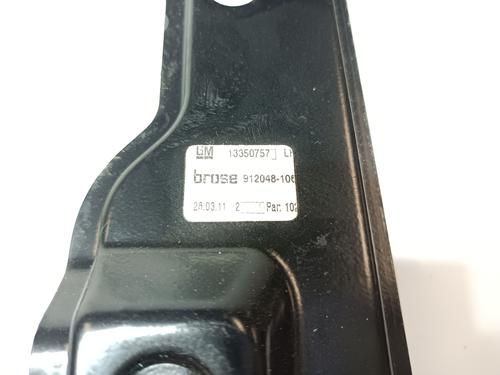 GM 13350757 LH
brose 912048-106
28.03.11 2 Par. 102